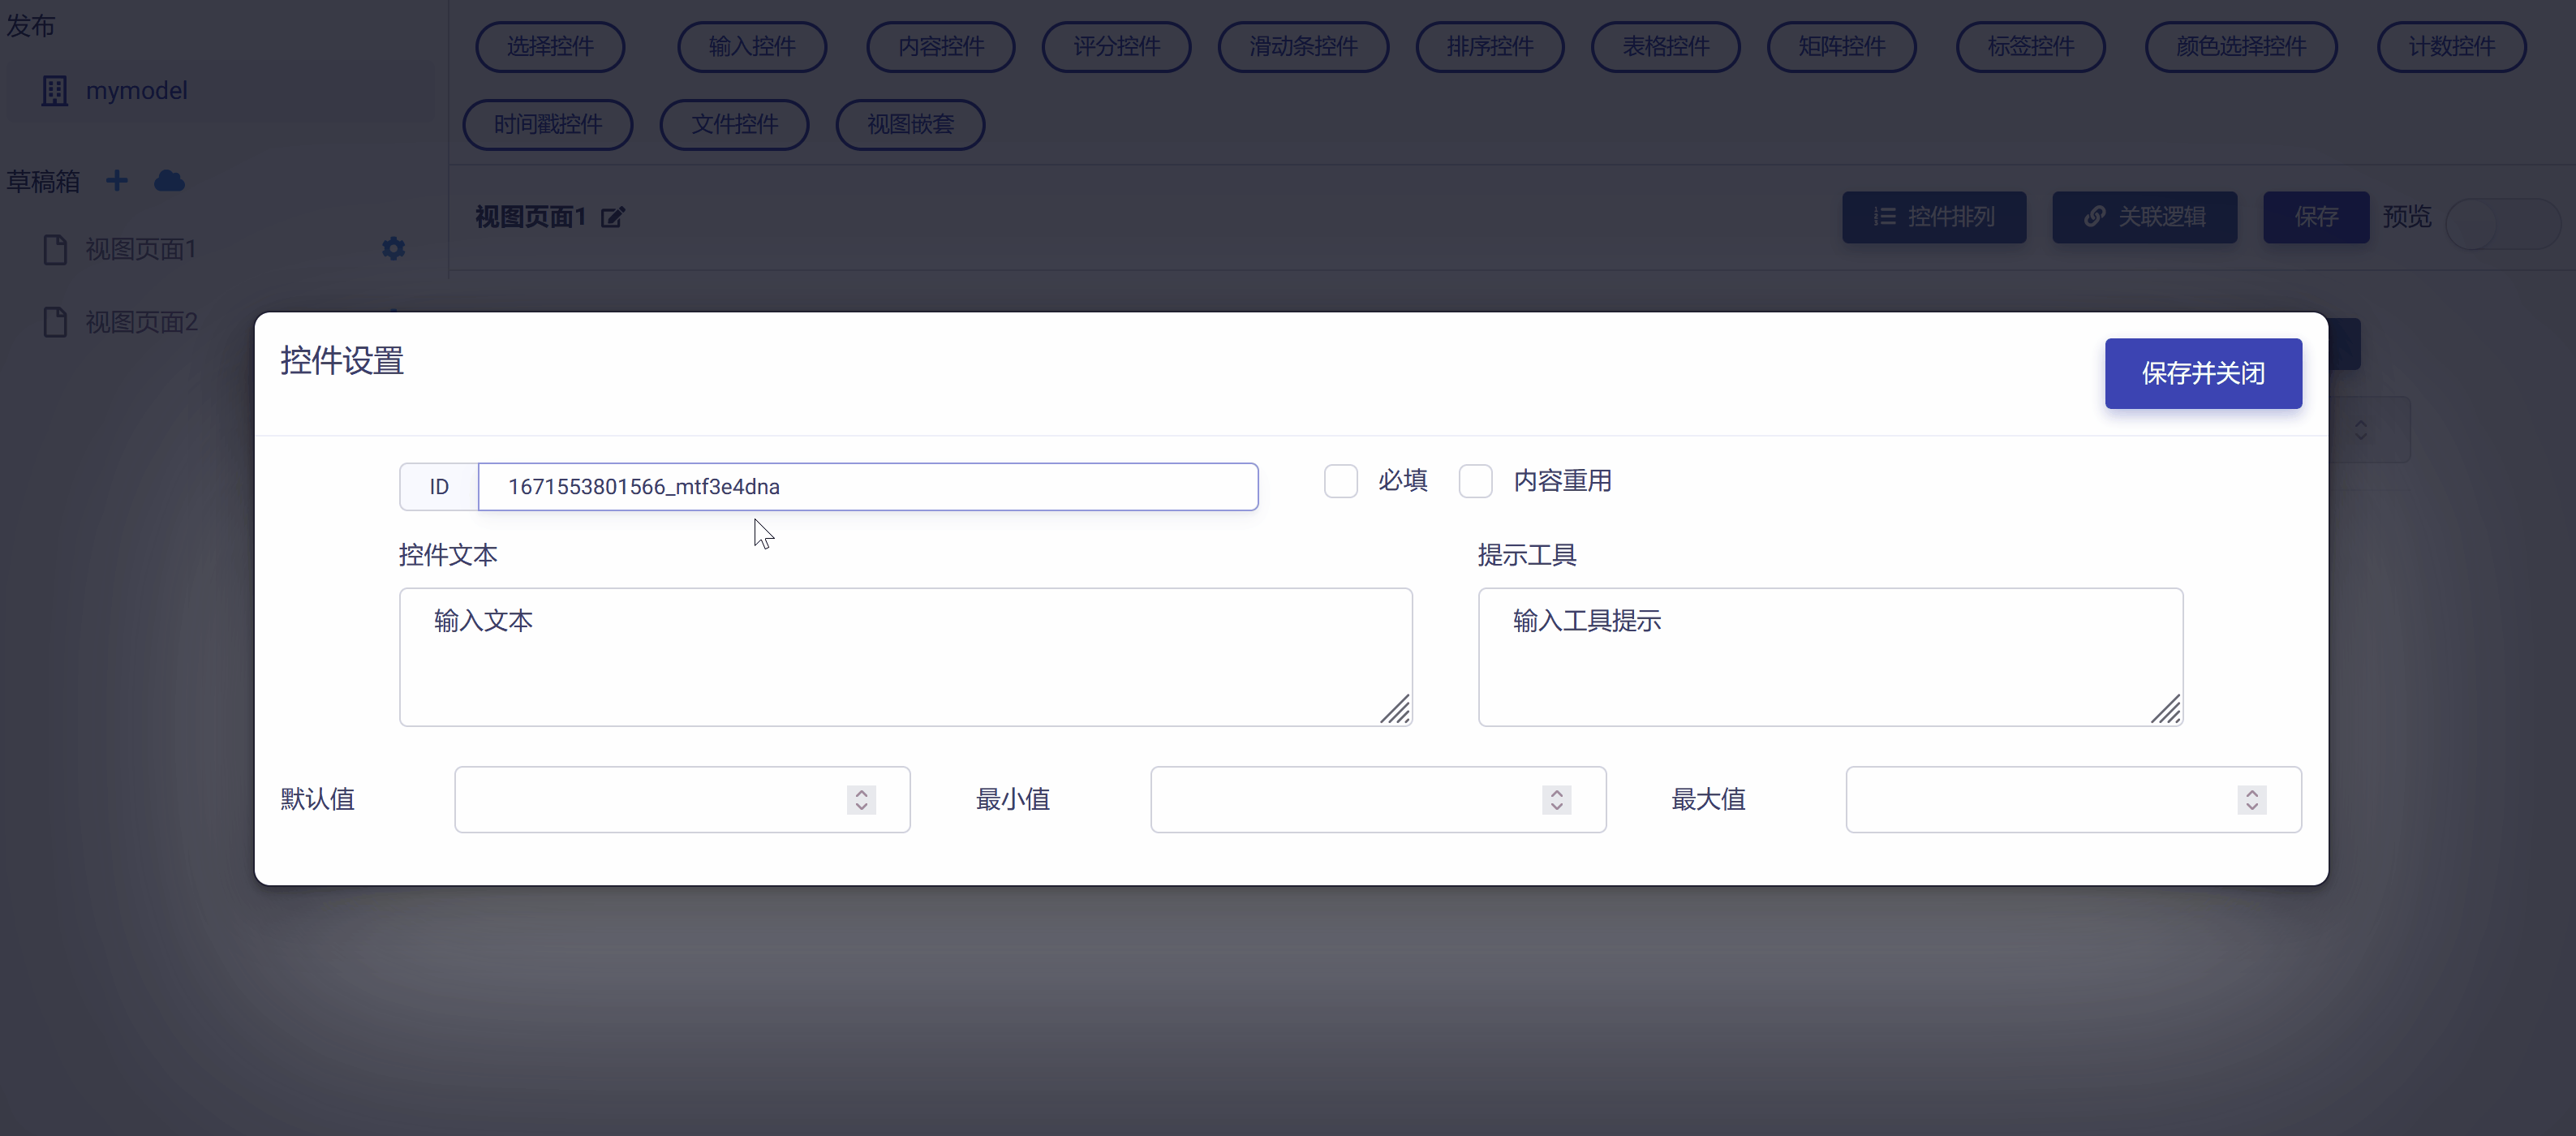 发布
mymodel
草稿箱
视图页面1
视图页面2
选择控件 输入控件 内容控件 评分控件 滑动条控件 排序控件 表格控件 矩阵控件 标签控件 颜色选择控件 计数控件
时间戳控件 文件控件 视图嵌套
视图页面1 控件排列 关联逻辑 保存 预览
控件设置 保存并关闭
ID 1671553801566_mtf3e4dna 必填 内容重用
控件文本 提示工具
输入文本 输入工具提示
默认值 最小值 最大值